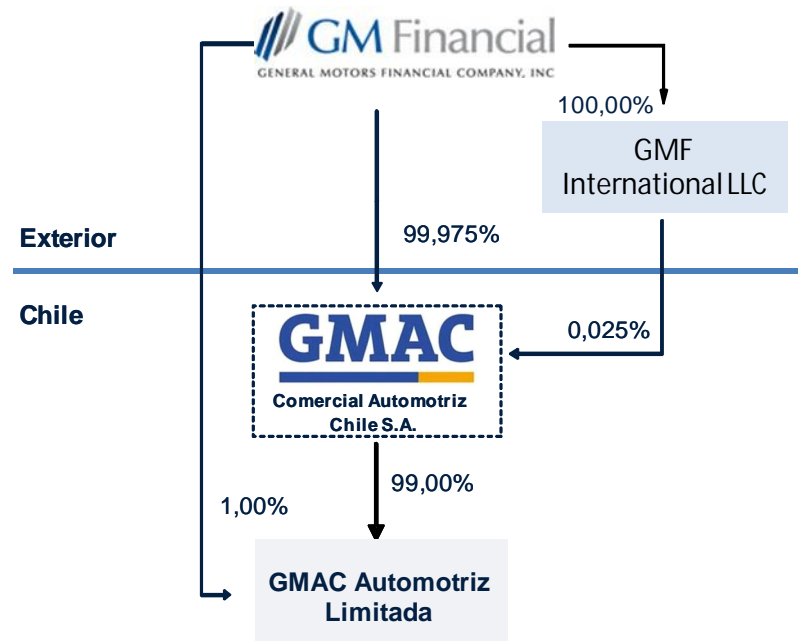 GM Financial
GENERAL MOTORS FINANCIAL COMPANY, INC
100,00%
GMF
International LLC
Exterior
99,975%
Chile
GMAC
0,025%
Comercial Automotriz
Chile S.A.
99,00%
1,00%
GMAC Automotriz
Limitada